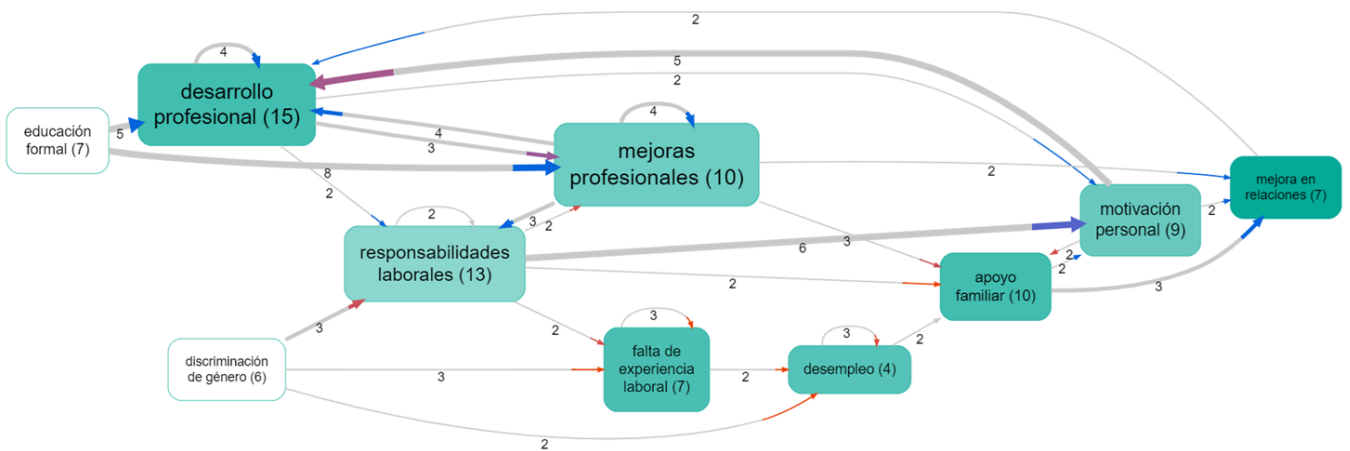 2
4
5
2
desarrollo
profesional (15)
educación
formal (7)
5
4
3
4
mejoras
profesionales (10)
8
2
2
mejora en
relaciones (7)
motivación
personal (9)
2
2
3
2
responsabilidades
laborales (13)
6
3
2
2
apoyo
familiar (10)
2
3
3
2
3
3
2
discriminación
de género (6)
falta de
experiencia
laboral (7)
3
2
desempleo (4)
2